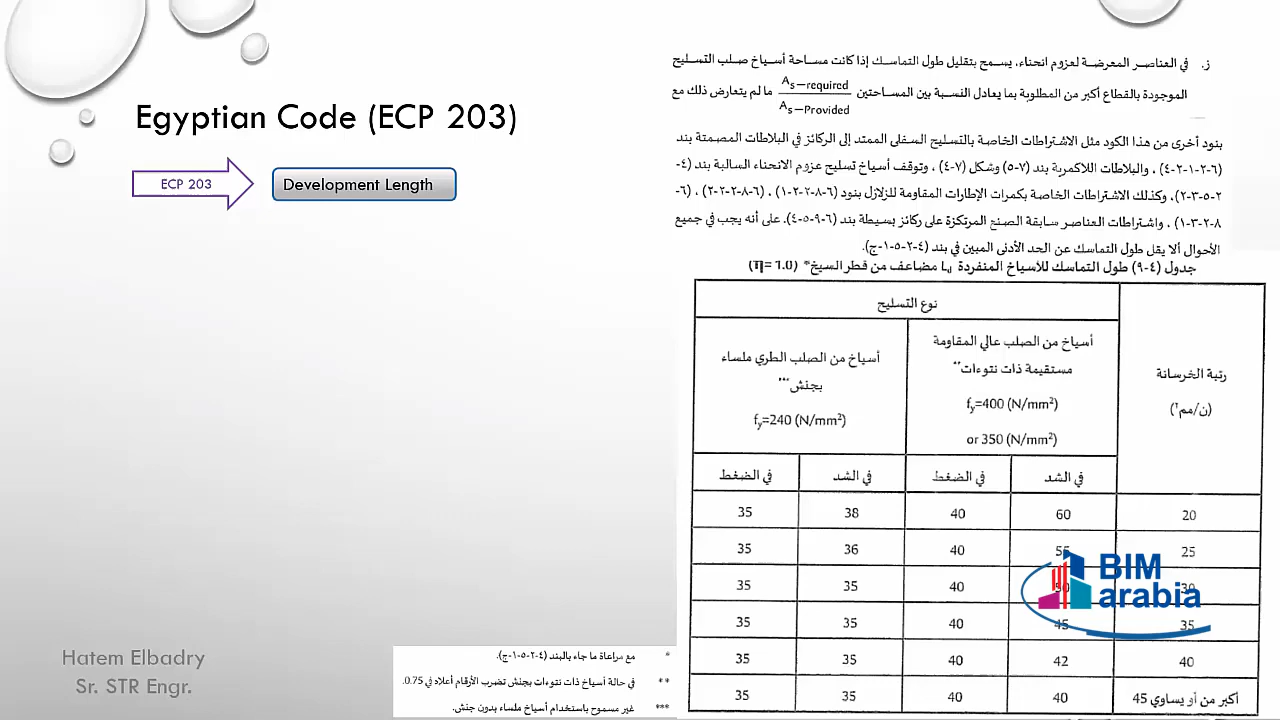 Egyptian Code (ECP 203)
ECP 203
Development Length
ز. في العناصر المعرضة لعزوم انحناء، يسمح بتقليل طول التماسك إذا كانت مساحة أسياخ صلب التسليح
الموجودة بالقطاع أكبر من المطلوبة بما يعادل النسبة بين المساحتين As–required / As–Provided ما لم يتعارض ذلك مع
بنود أخرى من هذا الكود مثل الاشتراطات الخاصة بالتسليح السفلى الممتد إلى الركائز في البلاطات المصمتة بند
(٦-٢-١-٢-٤) ، والبلاطات اللاكمرية بند (٧-٥) وشكل (٧-٤) ، وتوقف أسياخ تسليح عزوم الانحناء السالبة بند (٤-
٢-٥-٣-٢)، وكذلك الاشتراطات الخاصة بكمرات الإطارات المقاومة للزلازل بنود (٦-٨-٢-٢-١) ، (٦-٨-٢-٢-٢) ، (٦-
٨-٢-٣-١) ، واشتراطات العناصر سابقة الصنع المرتكزة على ركائز بسيطة بند (٦-٩-٥-٤). على أنه يجب في جميع
الأحوال ألا يقل طول التماسك عن الحد الأدنى المبين في بند (٤-٢-٥-١-ج).
جدول (٤-٩) طول التماسك للأسياخ المنفردة Ld مضاعف من قطر السيخ* (η= 1.0)
نوع التسليح
رتبة الخرسانة
(ن/مم٢)
أسياخ من الصلب عالي المقاومة
مستقيمة ذات نتوءات**
fy=400 (N/mm2)
or 350 (N/mm2)
أسياخ من الصلب الطري ملساء
بجنش***
fy=240 (N/mm2)
في الشد في الضغط في الشد في الضغط
20 60 40 38 35
25 55 40 36 35
30 50 40 35 35
35 45 40 35 35
40 42 40 35 35
أكبر من أو يساوي 45 40 40 35 35
BIM
arabia
* مع مراعاة ما جاء بالبند (٤-٢-٥-١-ج).
** في حالة أسياخ ذات نتوءات بجنش تضرب الأرقام أعلاه في 0.75.
*** غير مسموح باستخدام أسياخ ملساء بدون جنش.
Hatem Elbadry
Sr. STR Engr.